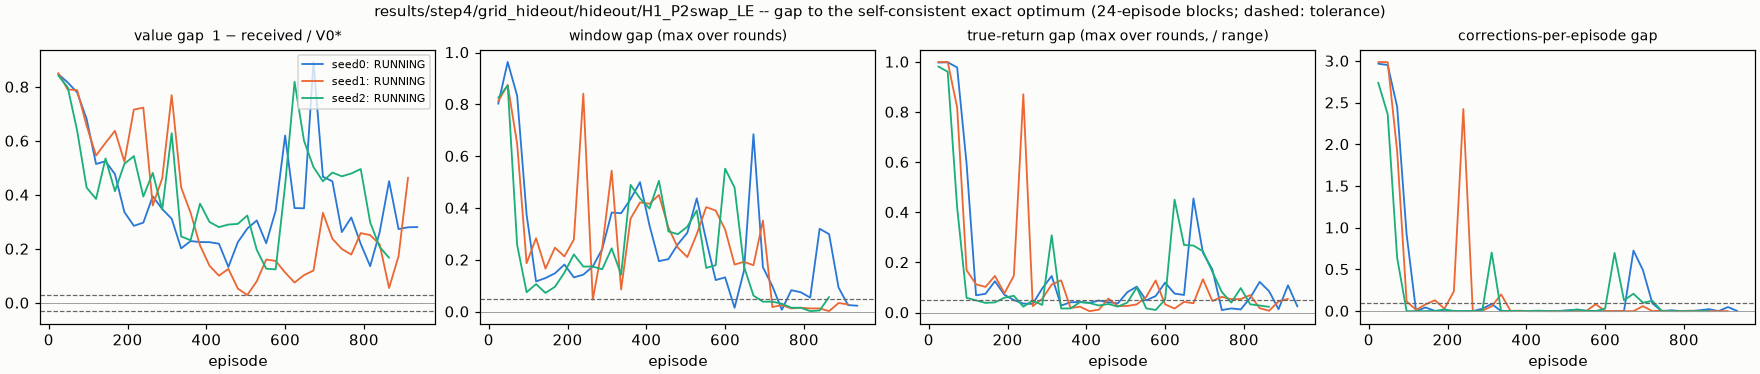 results/step4/grid_hideout/hideout/H1_P2swap_LE -- gap to the self-consistent exact optimum (24-episode blocks; dashed: tolerance)
value gap 1 − received / V0*
seed0: RUNNING
seed1: RUNNING
seed2: RUNNING
0.8
0.6
0.4
0.2
0.0
0 200 400 600 800
episode
window gap (max over rounds)
1.0
0.8
0.6
0.4
0.2
0.0
0 200 400 600 800
episode
true-return gap (max over rounds, / range)
1.0
0.8
0.6
0.4
0.2
0.0
0 200 400 600 800
episode
corrections-per-episode gap
3.0
2.5
2.0
1.5
1.0
0.5
0.0
0 200 400 600 800
episode